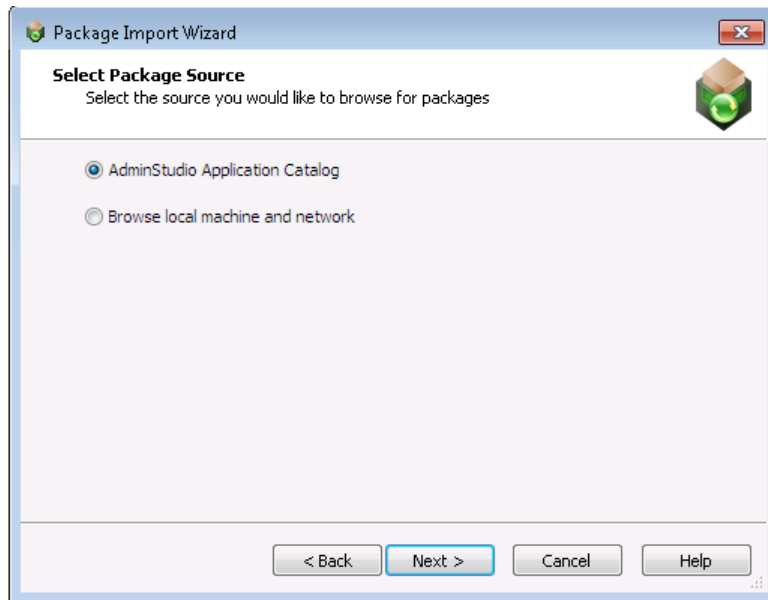 Package Import Wizard
Select Package Source
Select the source you would like to browse for packages
AdminStudio Application Catalog
Browse local machine and network
< Back Next > Cancel Help